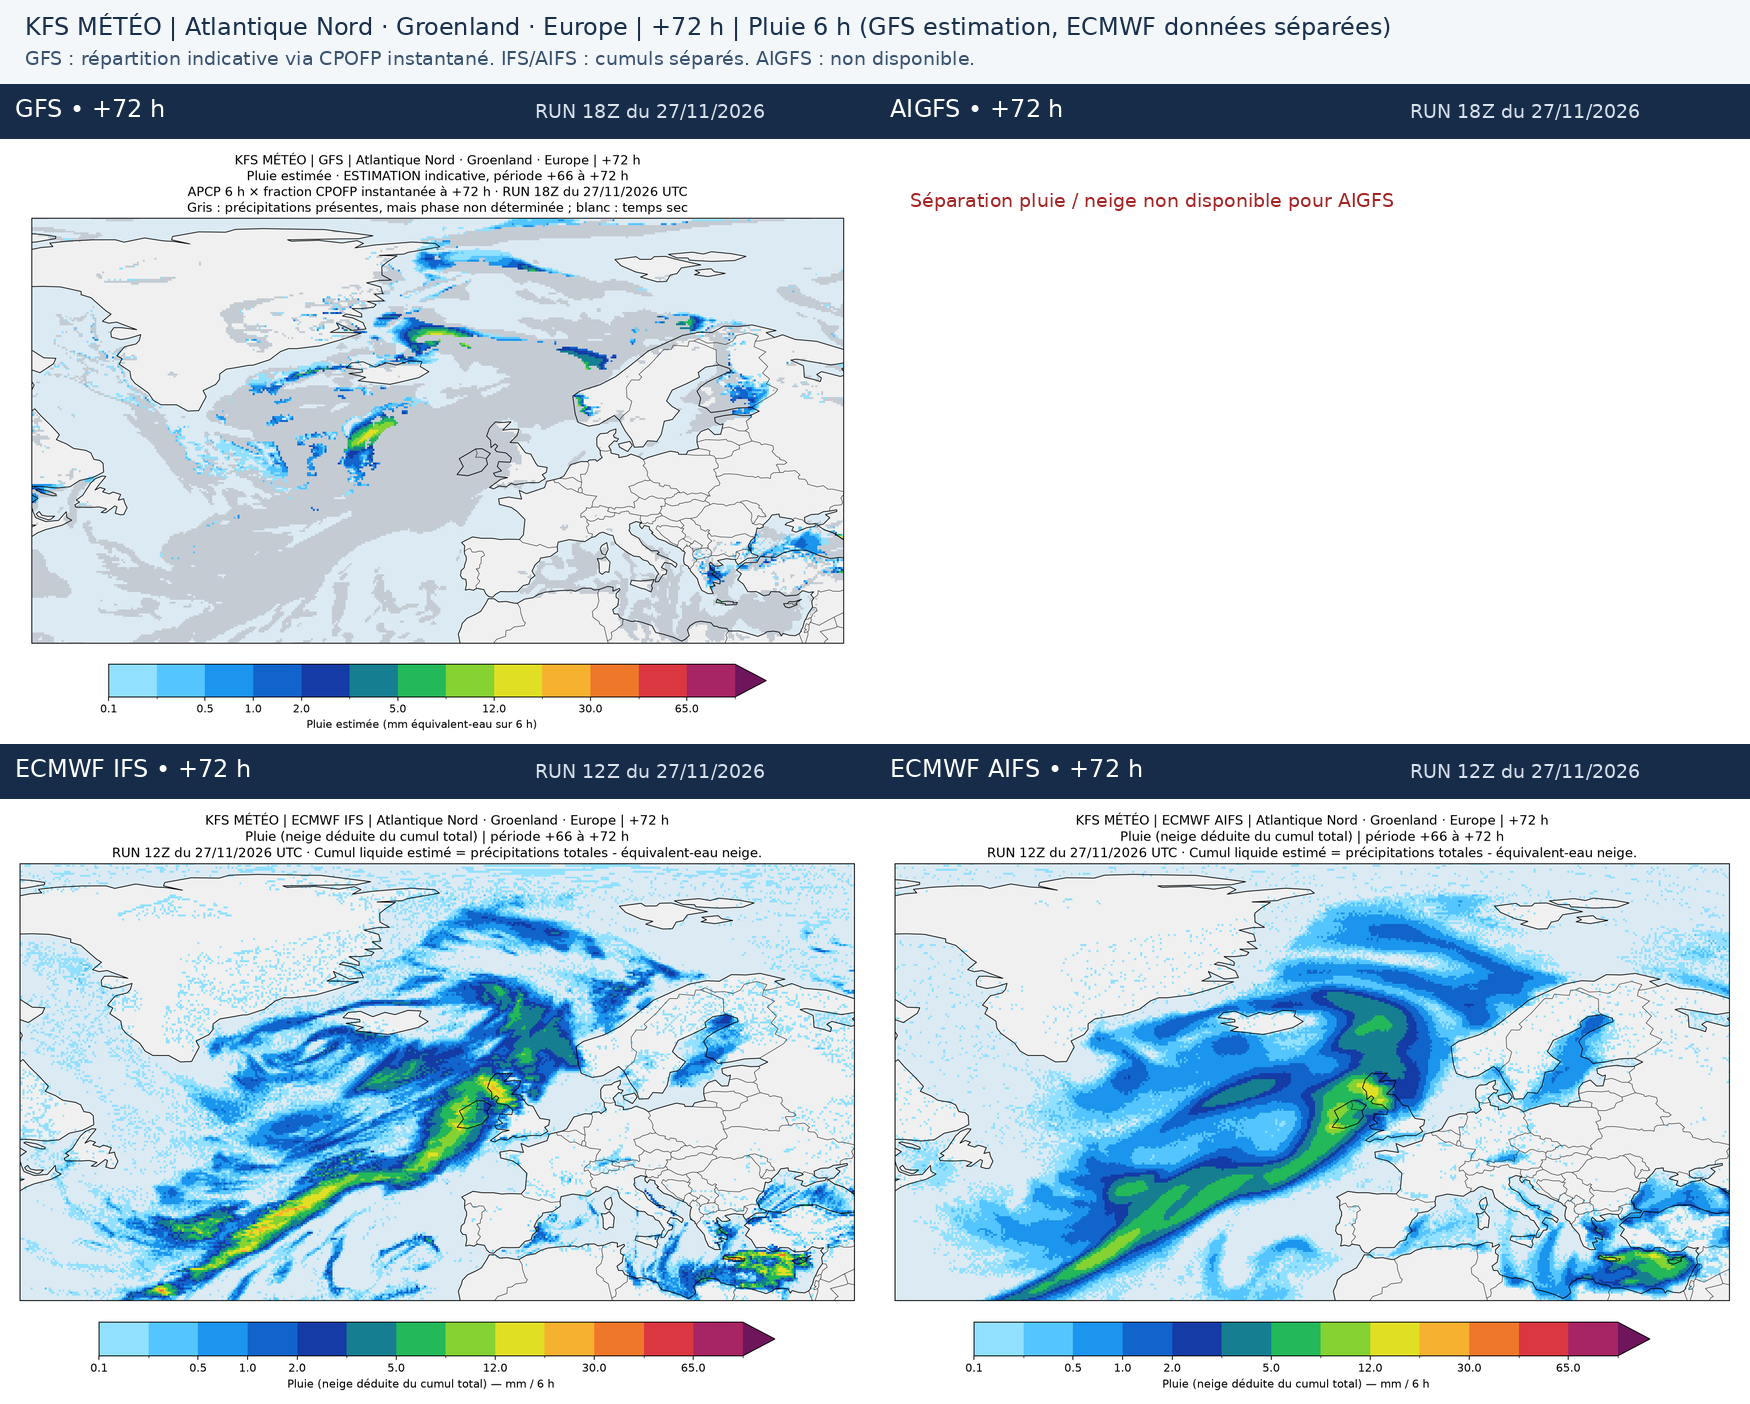 KFS MÉTÉO | Atlantique Nord · Groenland · Europe | +72 h | Pluie 6 h (GFS estimation, ECMWF données séparées)
GFS : répartition indicative via CPOFP instantané. IFS/AIFS : cumuls séparés. AIGFS : non disponible.
GFS • +72 h
RUN 18Z du 27/11/2026
AIGFS • +72 h
RUN 18Z du 27/11/2026
KFS MÉTÉO | GFS | Atlantique Nord · Groenland · Europe | +72 h
Pluie estimée · ESTIMATION indicative, période +66 à +72 h
APCP 6 h × fraction CPOFP instantanée à +72 h · RUN 18Z du 27/11/2026 UTC
Gris : précipitations présentes, mais phase non déterminée ; blanc : temps sec
Séparation pluie / neige non disponible pour AIGFS
0.1 0.5 1.0 2.0 5.0 12.0 30.0 65.0
Pluie estimée (mm équivalent-eau sur 6 h)
ECMWF IFS • +72 h
RUN 12Z du 27/11/2026
ECMWF AIFS • +72 h
RUN 12Z du 27/11/2026
KFS MÉTÉO | ECMWF IFS | Atlantique Nord · Groenland · Europe | +72 h
Pluie (neige déduite du cumul total) | période +66 à +72 h
RUN 12Z du 27/11/2026 UTC · Cumul liquide estimé = précipitations totales - équivalent-eau neige.
0.1 0.5 1.0 2.0 5.0 12.0 30.0 65.0
Pluie (neige déduite du cumul total) — mm / 6 h
KFS MÉTÉO | ECMWF AIFS | Atlantique Nord · Groenland · Europe | +72 h
Pluie (neige déduite du cumul total) | période +66 à +72 h
RUN 12Z du 27/11/2026 UTC · Cumul liquide estimé = précipitations totales - équivalent-eau neige.
0.1 0.5 1.0 2.0 5.0 12.0 30.0 65.0
Pluie (neige déduite du cumul total) — mm / 6 h